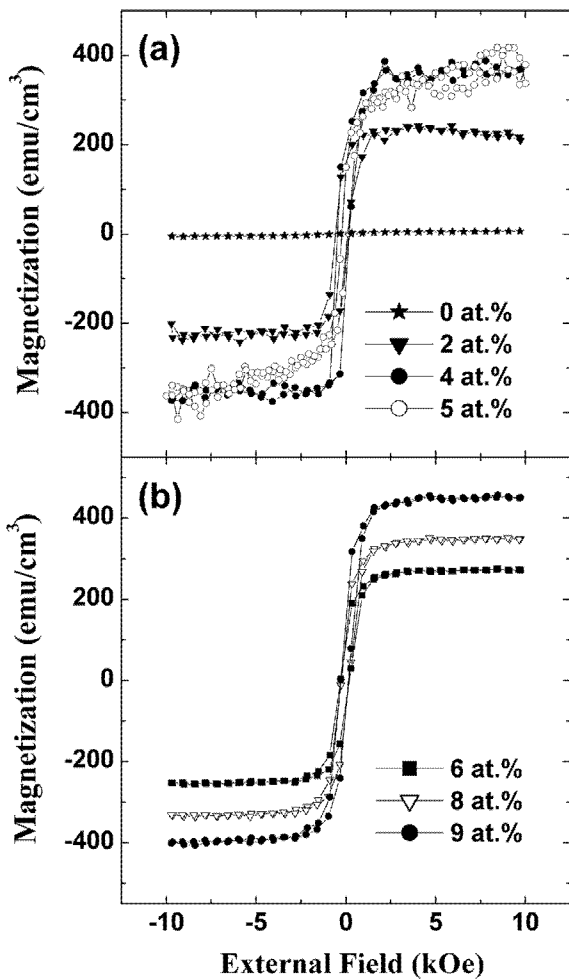 (a)
400
200
0
-200
-400
Magnetization (emu/cm³)
0 at.%
2 at.%
4 at.%
5 at.%
(b)
400
200
0
-200
-400
Magnetization (emu/cm³)
6 at.%
8 at.%
9 at.%
-10 -5 0 5 10
External Field (kOe)